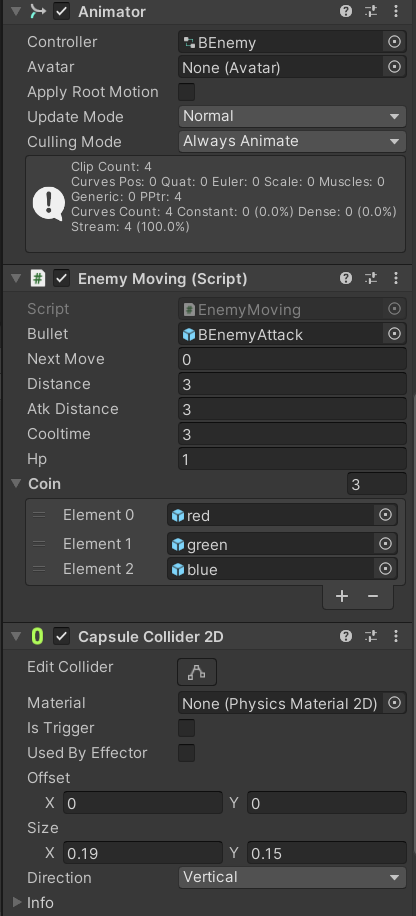 Animator
Controller BEnemy
Avatar None (Avatar)
Apply Root Motion
Update Mode Normal
Culling Mode Always Animate
Clip Count: 4
Curves Pos: 0 Quat: 0 Euler: 0 Scale: 0 Muscles: 0
Generic: 0 PPtr: 4
Curves Count: 4 Constant: 0 (0.0%) Dense: 0 (0.0%)
Stream: 4 (100.0%)
Enemy Moving (Script)
Script EnemyMoving
Bullet BEnemyAttack
Next Move 0
Distance 3
Atk Distance 3
Cooltime 3
Hp 1
Coin 3
Element 0 red
Element 1 green
Element 2 blue
Capsule Collider 2D
Edit Collider
Material None (Physics Material 2D)
Is Trigger
Used By Effector
Offset
X 0 Y 0
Size
X 0.19 Y 0.15
Direction Vertical
Info